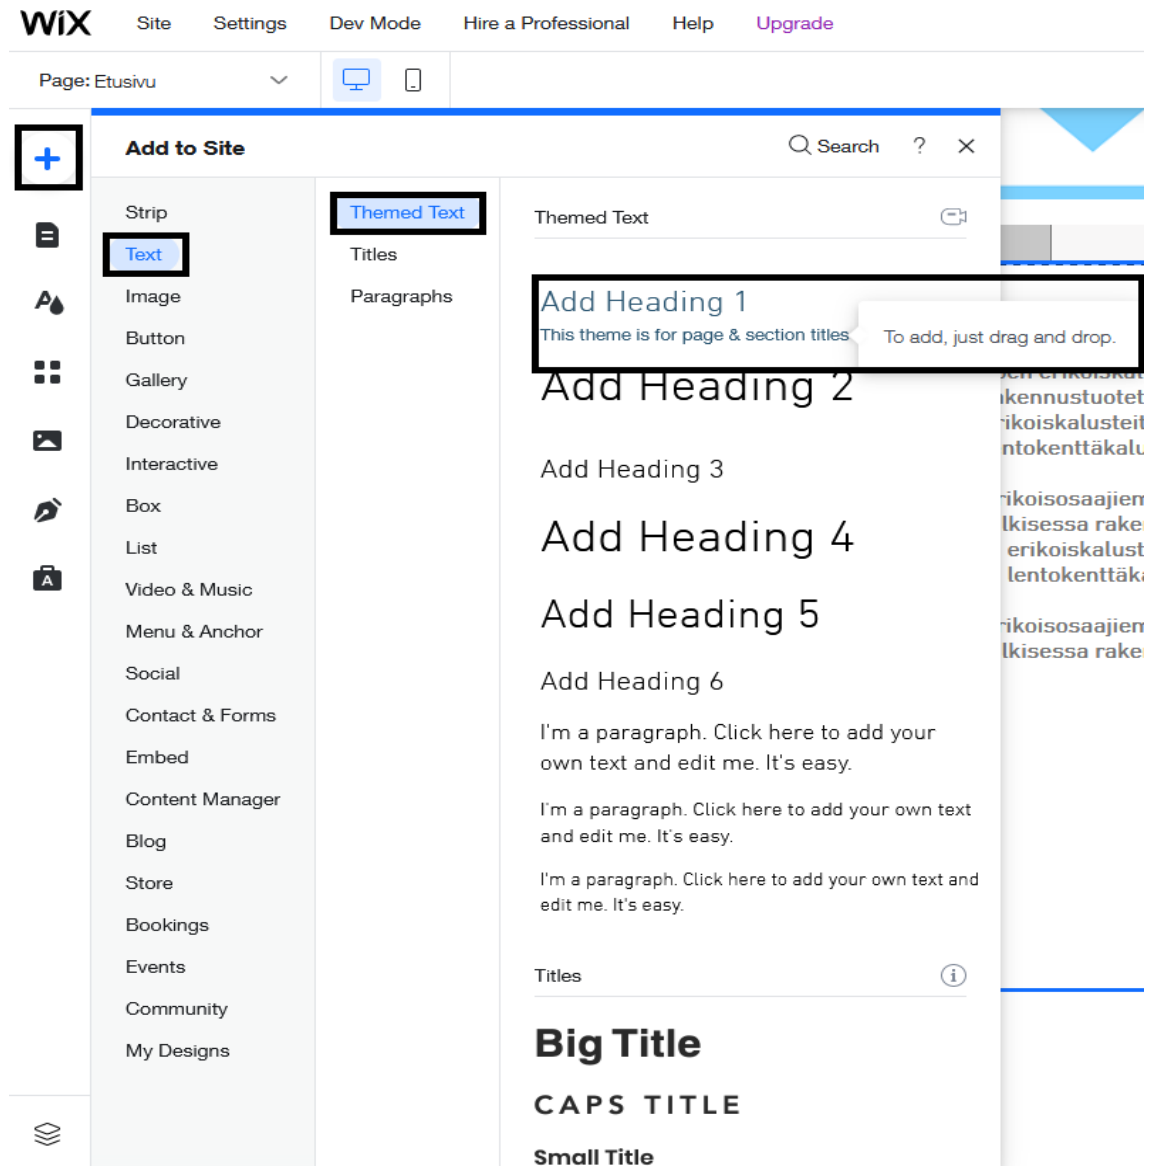 WiX Site Settings Dev Mode Hire a Professional Help Upgrade
Page: Etusivu
Add to Site
Search ?
Strip
Text
Image
Button
Gallery
Decorative
Interactive
Box
List
Video & Music
Menu & Anchor
Social
Contact & Forms
Embed
Content Manager
Blog
Store
Bookings
Events
Community
My Designs
Themed Text
Titles
Paragraphs
Themed Text
Add Heading 1
This theme is for page & section titles
To add, just drag and drop.
Add Heading 2
Add Heading 3
Add Heading 4
Add Heading 5
Add Heading 6
I'm a paragraph. Click here to add your
own text and edit me. It's easy.
I'm a paragraph. Click here to add your own text
and edit me. It's easy.
I'm a paragraph. Click here to add your own text and
edit me. It's easy.
Titles
Big Title
CAPS TITLE
Small Title
erikoiskalust
lentokenttäk